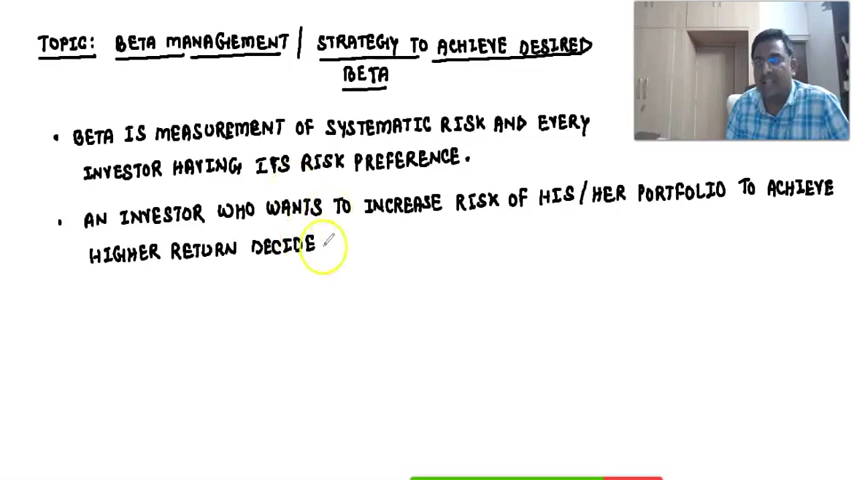 TOPIC: BETA MANAGEMENT / STRATEGY TO ACHIEVE DESIRED
BETA
• BETA IS MEASUREMENT OF SYSTEMATIC RISK AND EVERY
INVESTOR HAVING ITS RISK PREFERENCE.
• AN INVESTOR WHO WANTS TO INCREASE RISK OF HIS/HER PORTFOLIO TO ACHIEVE
HIGHER RETURN DECIDE